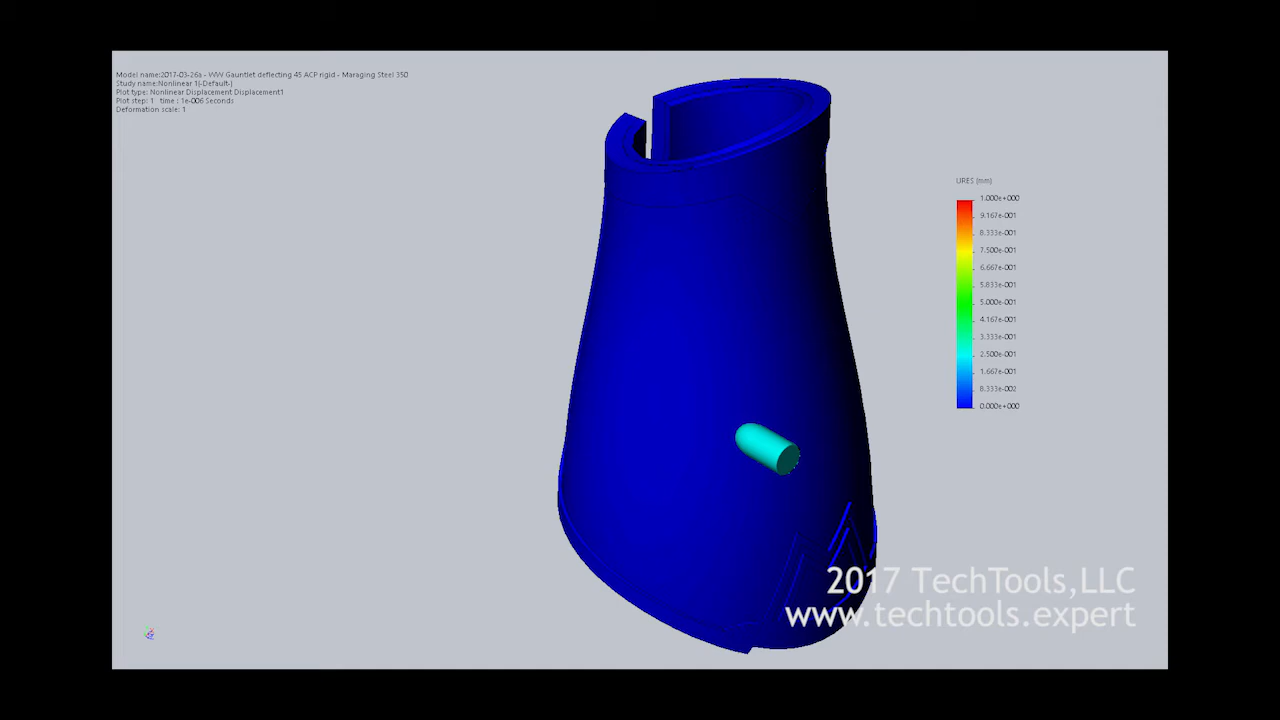 Model name:2017-03-26a - WW Gauntlet deflecting 45 ACP rigid - Maraging Steel 350
Study name:Nonlinear 1(-Default-)
Plot type: Nonlinear Displacement Displacement1
Plot step: 1 time : 1e-006 Seconds
Deformation scale: 1
URES (mm)
1.000e+000
9.167e-001
8.333e-001
7.500e-001
6.667e-001
5.833e-001
5.000e-001
4.167e-001
3.333e-001
2.500e-001
1.667e-001
8.333e-002
0.000e+000
2017 TechTools,LLC
www.techtools.expert